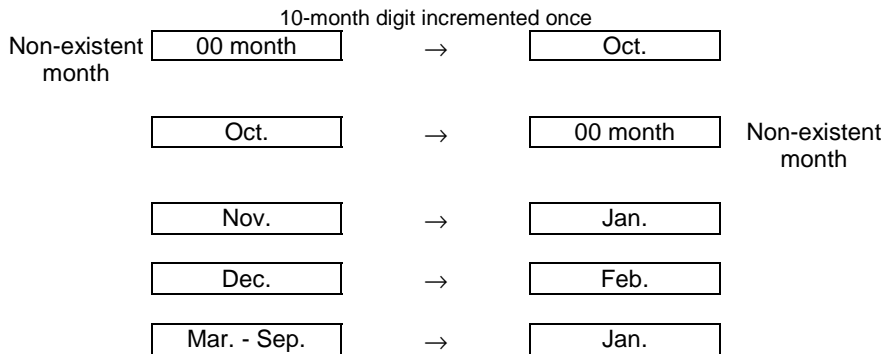 10-month digit incremented once
Non-existent month 00 month → Oct.
Oct. → 00 month Non-existent month
Nov. → Jan.
Dec. → Feb.
Mar. - Sep. → Jan.